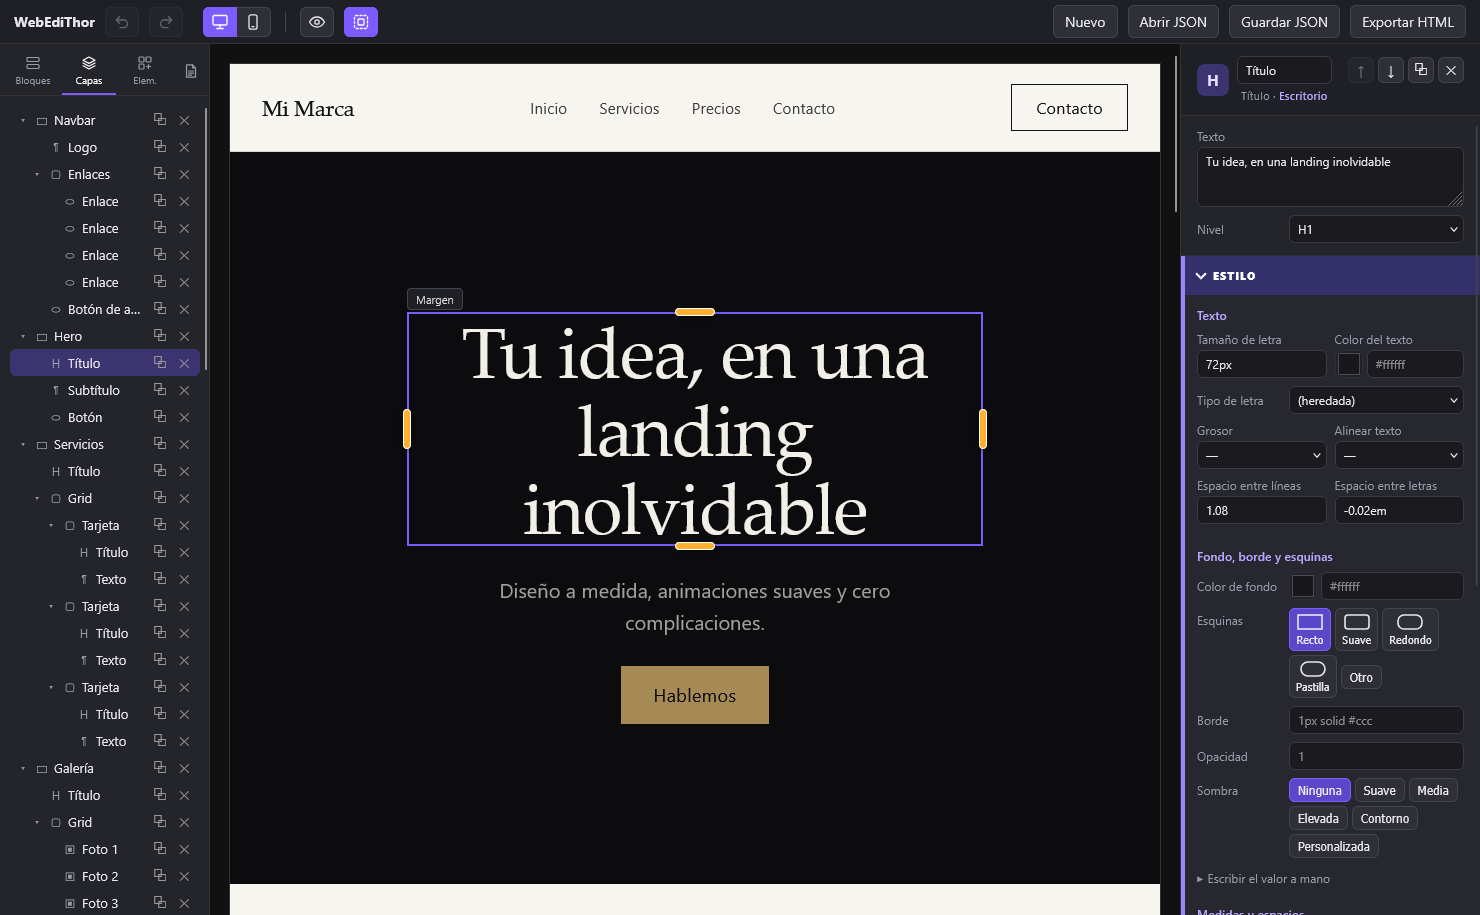 WebEdiThor
Nuevo
Abrir JSON
Guardar JSON
Exportar HTML
Bloques
Capas
Elem.
Navbar
¶ Logo
Enlaces
Enlace
Enlace
Enlace
Enlace
Botón de a...
Hero
H Título
¶ Subtítulo
Botón
Servicios
H Título
Grid
Tarjeta
H Título
¶ Texto
Tarjeta
H Título
¶ Texto
Tarjeta
H Título
¶ Texto
Galería
H Título
Grid
Foto 1
Foto 2
Foto 3
Mi Marca
Inicio
Servicios
Precios
Contacto
Contacto
Margen
Tu idea, en una
landing
inolvidable
Diseño a medida, animaciones suaves y cero
complicaciones.
Hablemos
H
Título
Título · Escritorio
Texto
Tu idea, en una landing inolvidable
Nivel
H1
ESTILO
Texto
Tamaño de letra
Color del texto
72px
#ffffff
Tipo de letra
(heredada)
Grosor
Alinear texto
—
—
Espacio entre líneas
Espacio entre letras
1.08
-0.02em
Fondo, borde y esquinas
Color de fondo
#ffffff
Esquinas
Recto
Suave
Redondo
Pastilla
Otro
Borde
1px solid #ccc
Opacidad
1
Sombra
Ninguna
Suave
Media
Elevada
Contorno
Personalizada
Escribir el valor a mano
Medidas y espacios